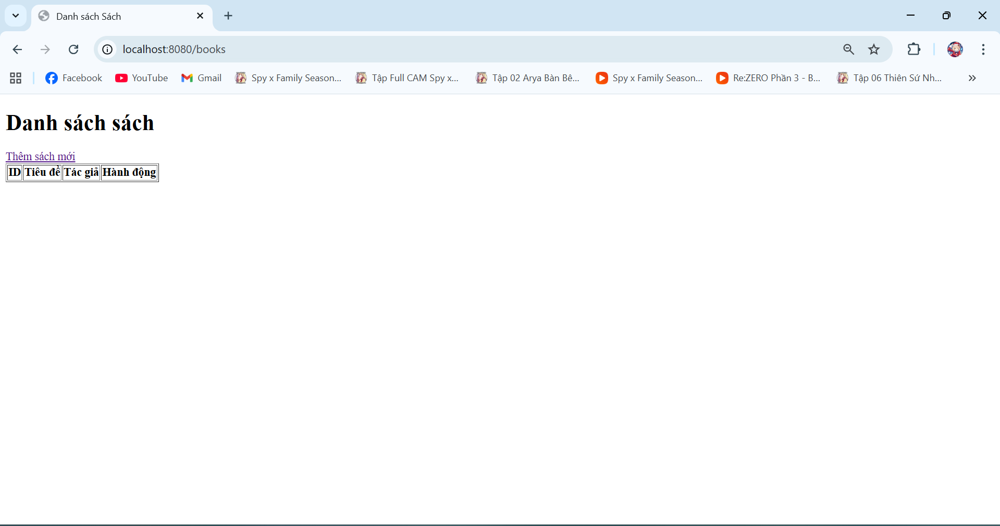 Danh sách Sách
localhost:8080/books
Facebook YouTube Gmail Spy x Family Season... Tập Full CAM Spy x... Tập 02 Arya Bàn Bê... Spy x Family Season... Re:ZERO Phần 3 - B... Tập 06 Thiên Sứ Nh...
Danh sách sách
Thêm sách mới
ID Tiêu đề Tác giả Hành động